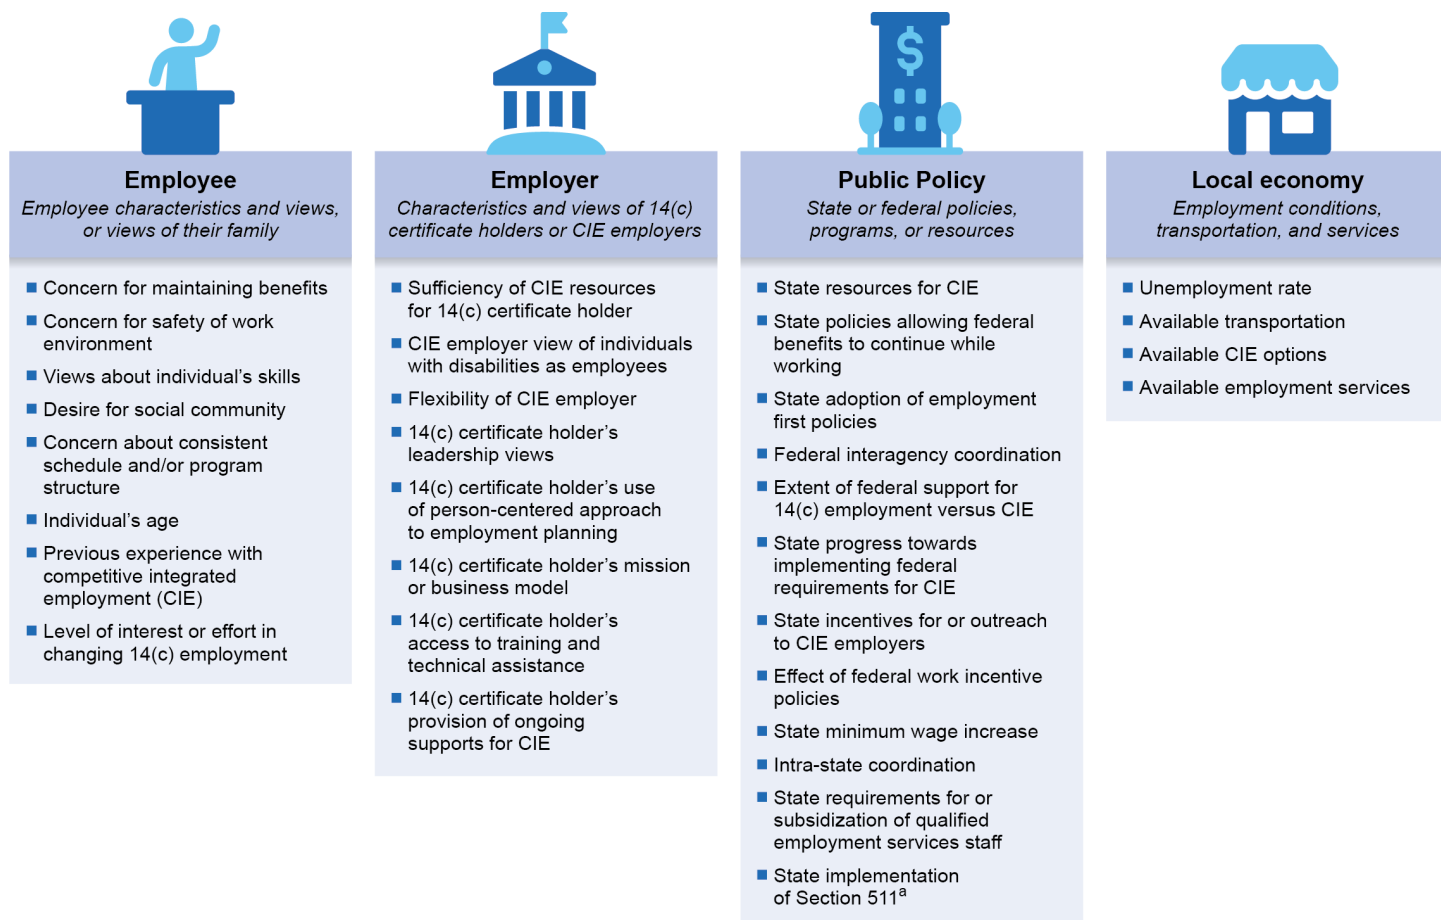 $
Employee
Employee characteristics and views,
or views of their family
Concern for maintaining benefits
Concern for safety of work
environment
Views about individual's skills
Desire for social community
Concern about consistent
schedule and/or program
structure
Individual's age
Previous experience with
competitive integrated
employment (CIE)
Level of interest or effort in
changing 14(c) employment
Employer
Characteristics and views of 14(c)
certificate holders or CIE employers
Sufficiency of CIE resources
for 14(c) certificate holder
CIE employer view of individuals
with disabilities as employees
Flexibility of CIE employer
14(c) certificate holder's
leadership views
14(c) certificate holder's use
of person-centered approach
to employment planning
14(c) certificate holder's mission
or business model
14(c) certificate holder's
access to training and
technical assistance
14(c) certificate holder's
provision of ongoing
supports for CIE
Public Policy
State or federal policies,
programs, or resources
State resources for CIE
State policies allowing federal
benefits to continue while
working
State adoption of employment
first policies
Federal interagency coordination
Extent of federal support for
14(c) employment versus CIE
State progress towards
implementing federal
requirements for CIE
State incentives for or outreach
to CIE employers
Effect of federal work incentive
policies
State minimum wage increase
Intra-state coordination
State requirements for or
subsidization of qualified
employment services staff
State implementation
of Section 511ª
Local economy
Employment conditions,
transportation, and services
Unemployment rate
Available transportation
Available CIE options
Available employment services